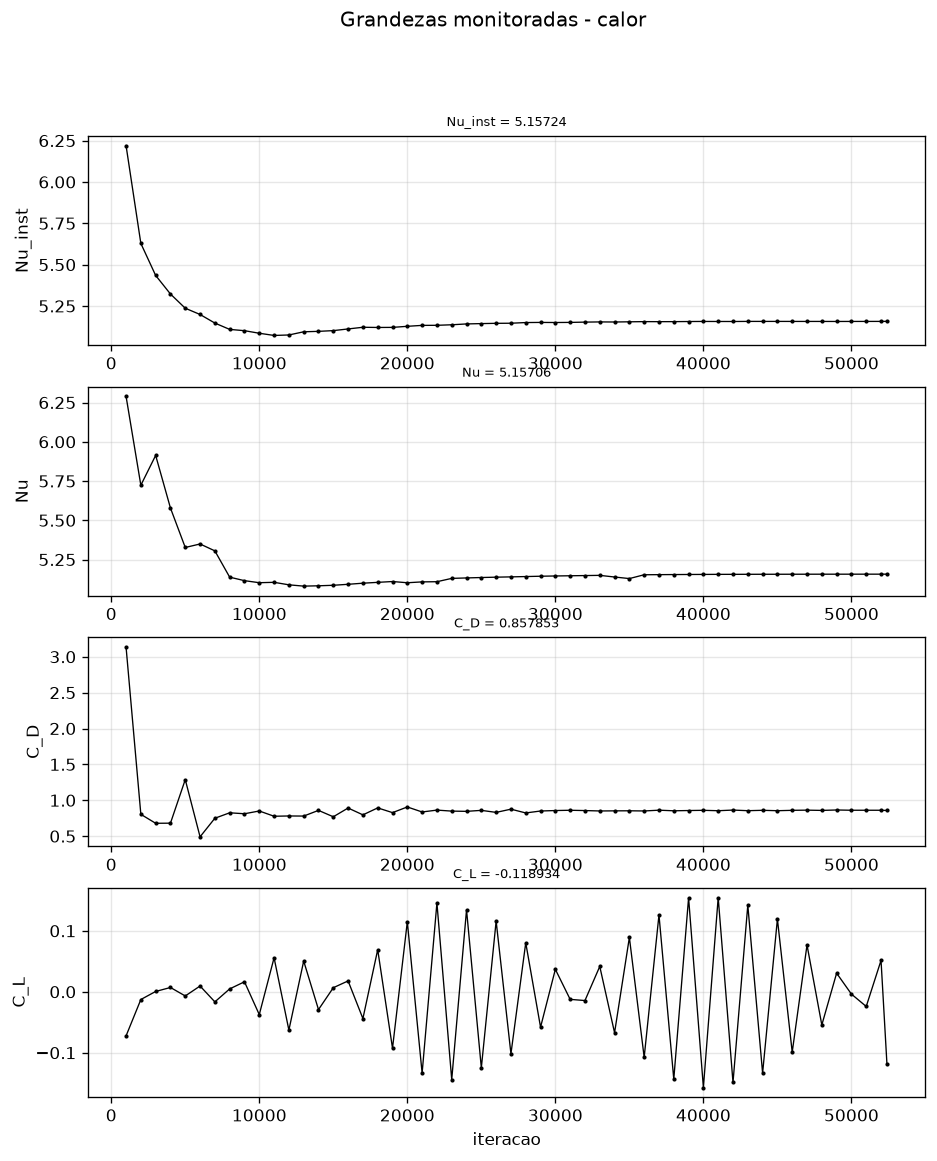 Grandezas monitoradas - calor
Nu_inst = 5.15724
6.25
6.00
5.75
5.50
5.25
Nu_inst
0 10000 20000 30000 40000 50000
Nu = 5.15706
6.25
6.00
5.75
5.50
5.25
Nu
0 10000 20000 30000 40000 50000
C_D = 0.857853
3.0
2.5
2.0
1.5
1.0
0.5
C_D
0 10000 20000 30000 40000 50000
C_L = -0.118934
0.1
0.0
−0.1
C_L
0 10000 20000 30000 40000 50000
iteracao